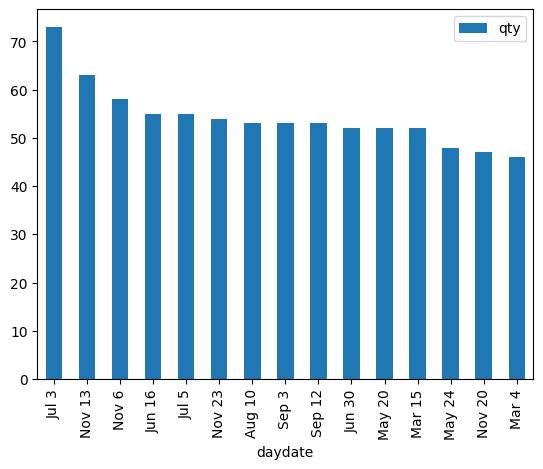 qty
70
60
50
40
30
20
10
0
Jul 3
Nov 13
Nov 6
Jun 16
Jul 5
Nov 23
Aug 10
Sep 3
Sep 12
Jun 30
May 20
Mar 15
May 24
Nov 20
Mar 4
daydate